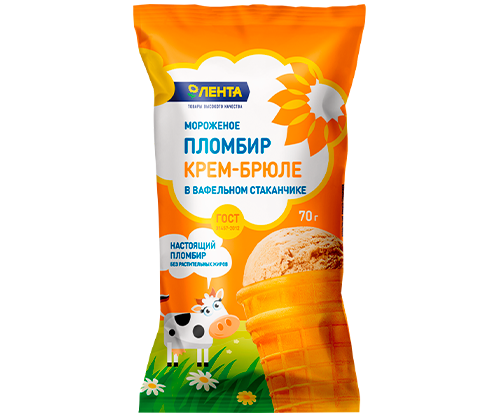 ЛЕНТА
ТОВАРЫ ВЫСОКОГО КАЧЕСТВА
МОРОЖЕНОЕ
ПЛОМБИР
КРЕМ-БРЮЛЕ
В ВАФЕЛЬНОМ СТАКАНЧИКЕ
ГОСТ
70 г
НАСТОЯЩИЙ
ПЛОМБИР
БЕЗ РАСТИТЕЛЬНЫХ ЖИРОВ